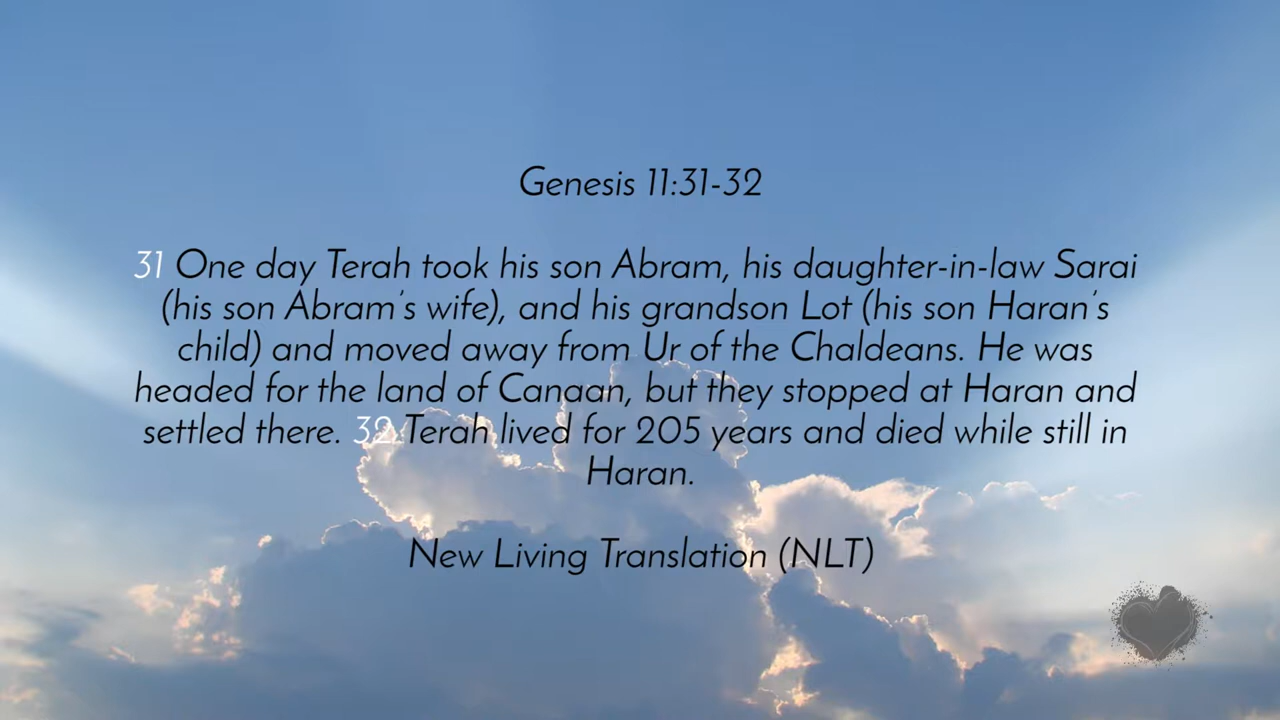 Genesis 11:31-32
31 One day Terah took his son Abram, his daughter-in-law Sarai
(his son Abram's wife), and his grandson Lot (his son Haran's
child) and moved away from Ur of the Chaldeans. He was
headed for the land of Canaan, but they stopped at Haran and
settled there. 32 Terah lived for 205 years and died while still in
Haran.
New Living Translation (NLT)